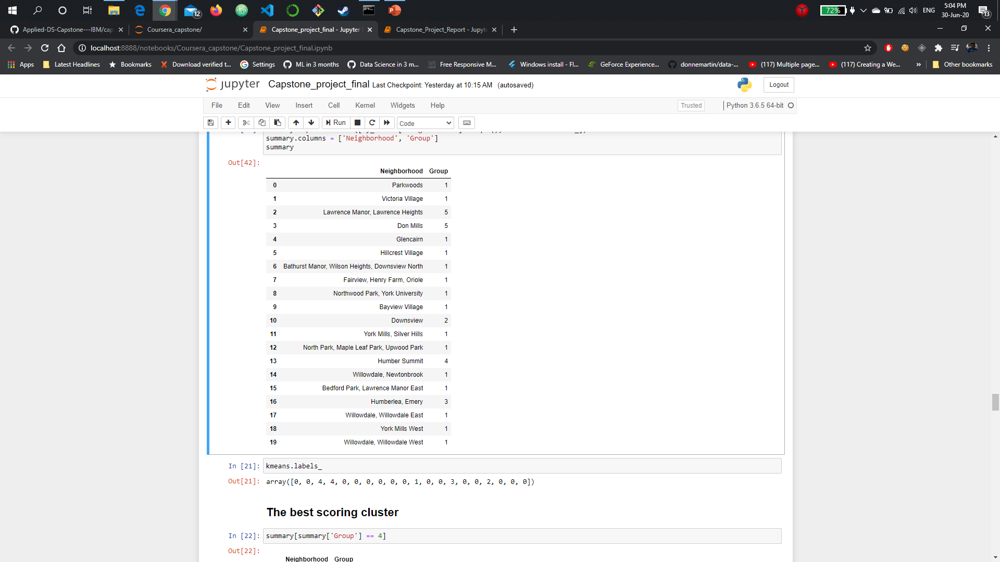 72%
ENG
5:04 PM
30-Jun-20
12
13
Applied-DS-Capstone---IBM/cap
Coursera_capstone/
Capstone_project_final - Jupyter
Capstone_Project_Report - Jupyte
localhost:8888/notebooks/Coursera_capstone/Capstone_project_final.ipynb
Apps
Latest Headlines
Bookmarks
Download verified t...
Settings
ML in 3 months
Data Science in 3 m...
Free Responsive M...
Windows install - Fl...
GeForce Experience...
donnemartin/data-...
(117) Multiple page...
(117) Creating a We...
»
Other bookmarks
jupyter Capstone_project_final Last Checkpoint: Yesterday at 10:15 AM (autosaved)
Logout
File Edit View Insert Cell Kernel Widgets Help
Trusted
Python 3.6.5 64-bit
Run
Code
summary.columns = ['Neighborhood', 'Group']
summary
Out[42]:
Neighborhood Group
0 Parkwoods 1
1 Victoria Village 1
2 Lawrence Manor, Lawrence Heights 5
3 Don Mills 5
4 Glencairn 1
5 Hillcrest Village 1
6 Bathurst Manor, Wilson Heights, Downsview North 1
7 Fairview, Henry Farm, Oriole 1
8 Northwood Park, York University 1
9 Bayview Village 1
10 Downsview 2
11 York Mills, Silver Hills 1
12 North Park, Maple Leaf Park, Upwood Park 1
13 Humber Summit 4
14 Willowdale, Newtonbrook 1
15 Bedford Park, Lawrence Manor East 1
16 Humberlea, Emery 3
17 Willowdale, Willowdale East 1
18 York Mills West 1
19 Willowdale, Willowdale West 1
In [21]: kmeans.labels_
Out[21]: array([0, 0, 4, 4, 0, 0, 0, 0, 0, 0, 1, 0, 0, 3, 0, 0, 2, 0, 0, 0])
The best scoring cluster
In [22]: summary[summary['Group'] == 4]
Out[22]:
Neighborhood Group